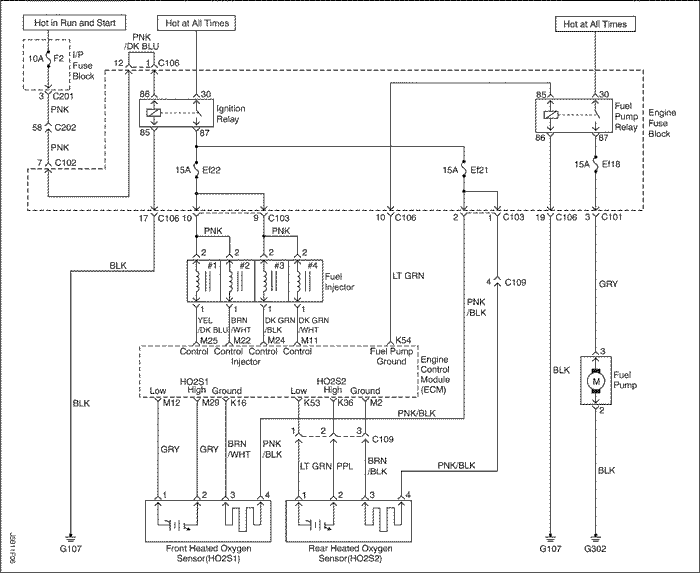 Hot in Run and Start
Hot at All Times
Hot at All Times
10A F2
I/P
Fuse
Block
PNK
/DK BLU
12 1 C106
3 C201
PNK
58 C202
PNK
7 C102
86 30
Ignition
Relay
85 87
85 30
Fuel
Pump
Relay
86 87
Engine
Fuse
Block
15A Ef22
15A Ef21
15A Ef18
17 C106 10 9 C103 10 C106 2 1 C103 19 C106 3 C101
PNK PNK
BLK
2 2 2 2
#1 #2 #3 #4
Fuel
Injector
1 1 1 1
LT GRN
4 C109
PNK
/BLK
GRY
YEL
/DK BLU
BRN
/WHT
DK GRN
/BLK
DK GRN
/WHT
M25 M22 M24 M11 K54
Control Control Control Control
Injector
Fuel Pump
Ground
Engine
Control
Module
(ECM)
HO2S1
Low High Ground
HO2S2
Low High Ground
M12 M29 K16 K53 K36 M2
PNK/BLK
3
M
Fuel
Pump
2
BLK
BLK
1 2 3 C109
GRY GRY
BRN
/WHT
PNK
/BLK
LT GRN PPL
BRN
/BLK
PNK/BLK
BLK
1 2 3 4
1 2 3 4
G107
Front Heated Oxygen
Sensor(HO2S1)
Rear Heated Oxygen
Sensor(HO2S2)
G107
G302